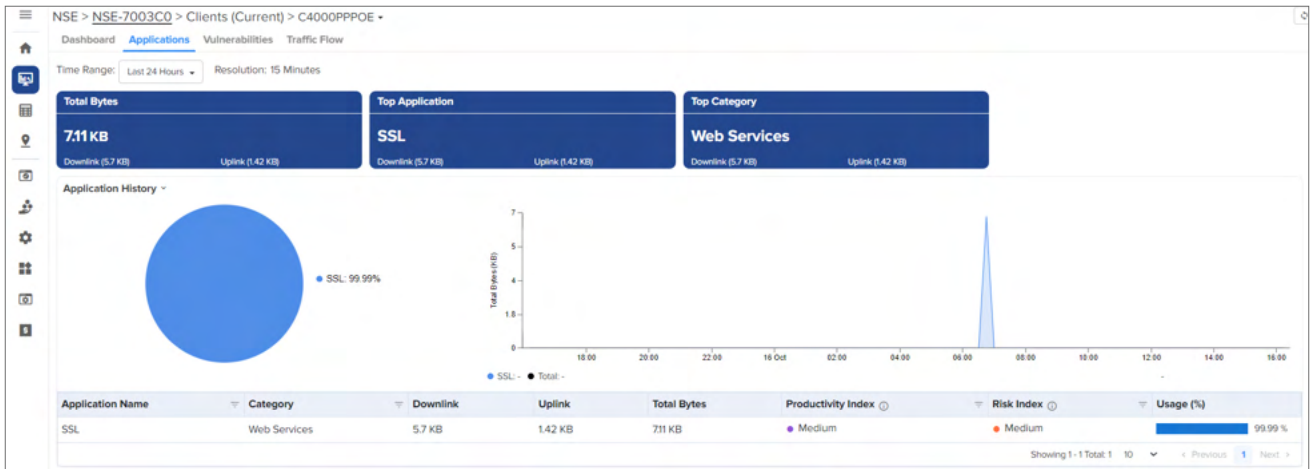 NSE > NSE-7003C0 > Clients (Current) > C4000PPPOE
Dashboard Applications Vulnerabilities Traffic Flow
Time Range: Last 24 Hours Resolution: 15 Minutes
Total Bytes
7.11 KB
Downlink (5.7 KB) Uplink (1.42 KB)
Top Application
SSL
Downlink (5.7 KB) Uplink (1.42 KB)
Top Category
Web Services
Downlink (5.7 KB) Uplink (1.42 KB)
Application History
SSL: 99.99%
Total Bytes (KB)
7
5
4
1.8
0
18:00 20:00 22:00 16 Oct 02:00 04:00 06:00 08:00 10:00 12:00 14:00 16:00
SSL: - Total: - -
Application Name Category Downlink Uplink Total Bytes Productivity Index Risk Index Usage (%)
SSL Web Services 5.7 KB 1.42 KB 7.11 KB Medium Medium 99.99 %
Showing 1 - 1 Total: 1 10 < Previous 1 Next >